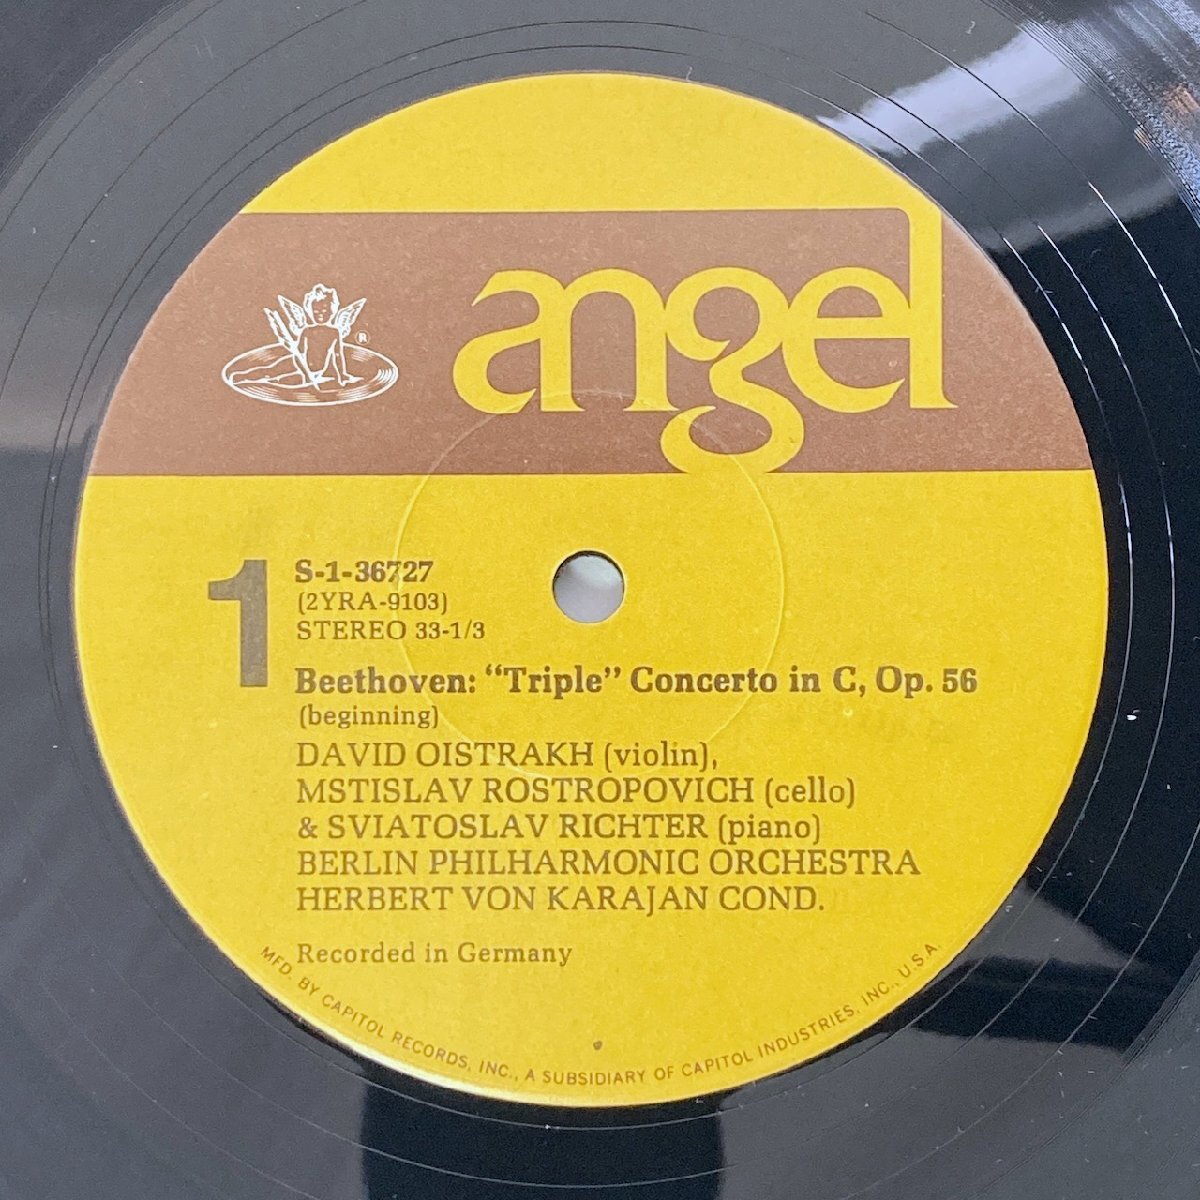 angel
®
1
S-1-36727
(2YRA-9103)
STEREO 33-1/3
Beethoven: “Triple” Concerto in C, Op. 56
(beginning)
DAVID OISTRAKH (violin),
MSTISLAV ROSTROPOVICH (cello)
& SVIATOSLAV RICHTER (piano)
BERLIN PHILHARMONIC ORCHESTRA
HERBERT VON KARAJAN COND.
Recorded in Germany
MFD. BY CAPITOL RECORDS, INC., A SUBSIDIARY OF CAPITOL INDUSTRIES, INC., U.S.A.